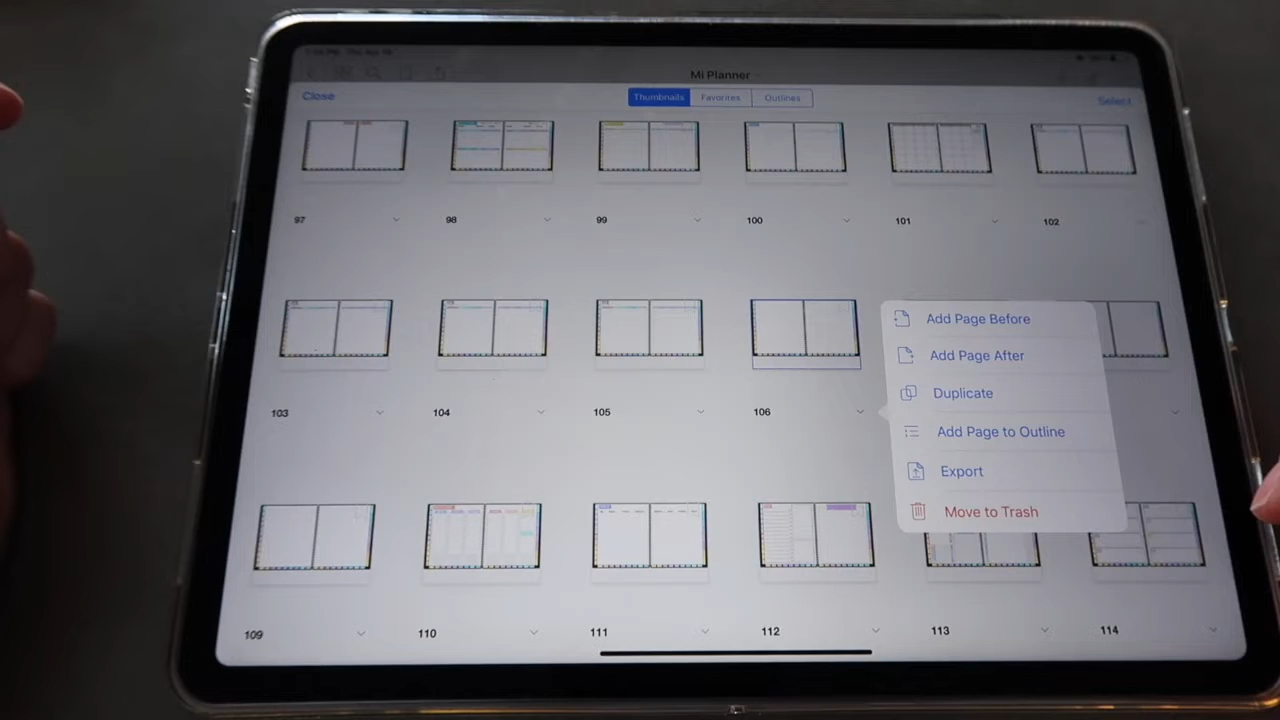 Mi Planner
Close
Thumbnails
Favorites
Outlines
Select
97
98
99
100
101
102
103
104
105
106
Add Page Before
Add Page After
Duplicate
Add Page to Outline
Export
Move to Trash
109
110
111
112
113
114